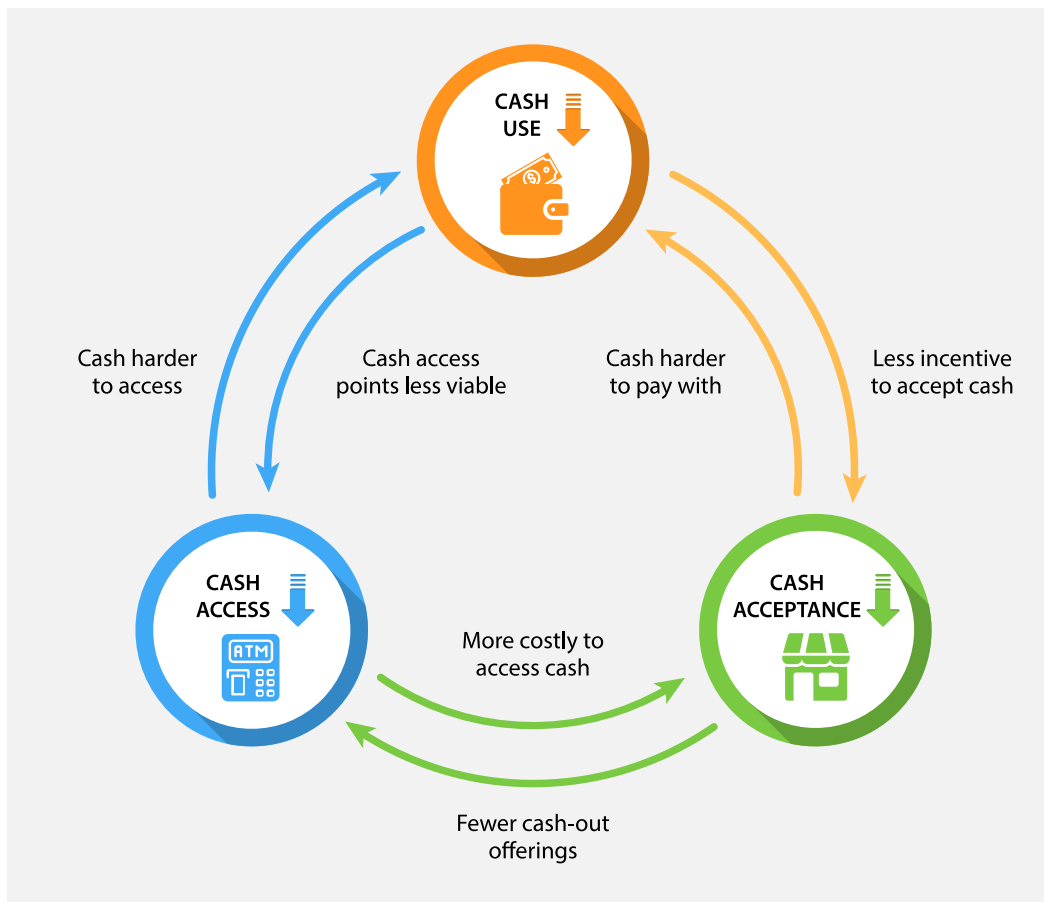 CASH
USE
Cash harder
to access
Cash access
points less viable
Cash harder
to pay with
Less incentive
to accept cash
CASH
ACCESS
ATM
CASH
ACCEPTANCE
More costly to
access cash
Fewer cash-out
offerings